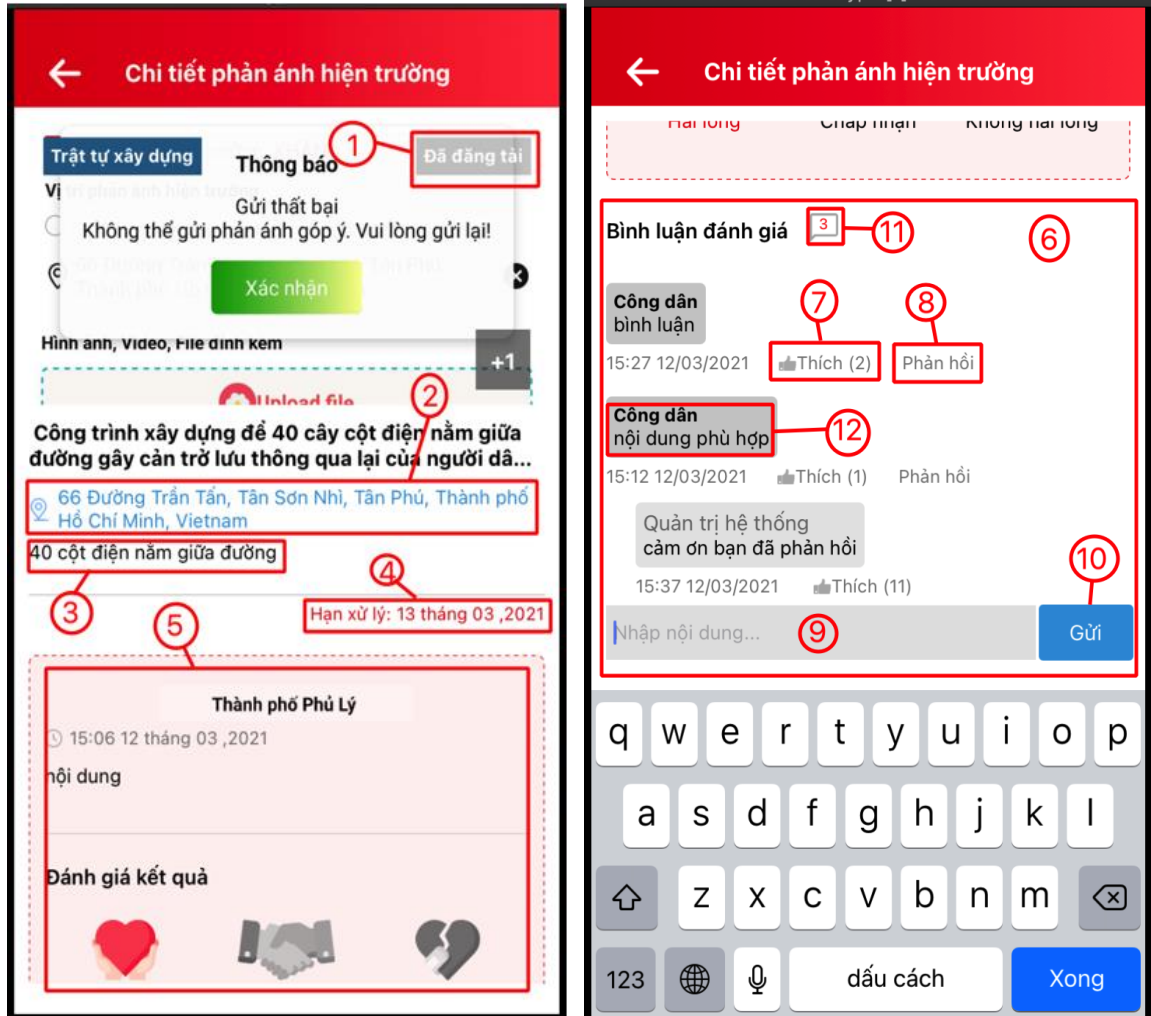 Chi tiết phản ánh hiện trường
Trật tự xây dựng
1
Đã đăng tải
Thông báo
Gửi thất bại
Không thể gửi phản ánh góp ý. Vui lòng gửi lại!
Xác nhận
Hình ảnh, Video, File đính kèm
+1
Upload file
2
Công trình xây dựng để 40 cây cột điện nằm giữa
đường gây cản trở lưu thông qua lại của người dâ...
66 Đường Trần Tấn, Tân Sơn Nhì, Tân Phú, Thành phố
Hồ Chí Minh, Vietnam
40 cột điện nằm giữa đường
3
4
Hạn xử lý: 13 tháng 03 ,2021
5
Thành phố Phủ Lý
15:06 12 tháng 03 ,2021
nội dung
Đánh giá kết quả
Chi tiết phản ánh hiện trường
Hài lòng Chấp nhận Không hài lòng
Bình luận đánh giá 3 11 6
Công dân
bình luận
7 8
15:27 12/03/2021 Thích (2) Phản hồi
Công dân
nội dung phù hợp
12
15:12 12/03/2021 Thích (1) Phản hồi
Quản trị hệ thống
cảm ơn bạn đã phản hồi
15:37 12/03/2021 Thích (11)
10
Nhập nội dung... 9 Gửi
q w e r t y u i o p
a s d f g h j k l
z x c v b n m
123 dấu cách Xong